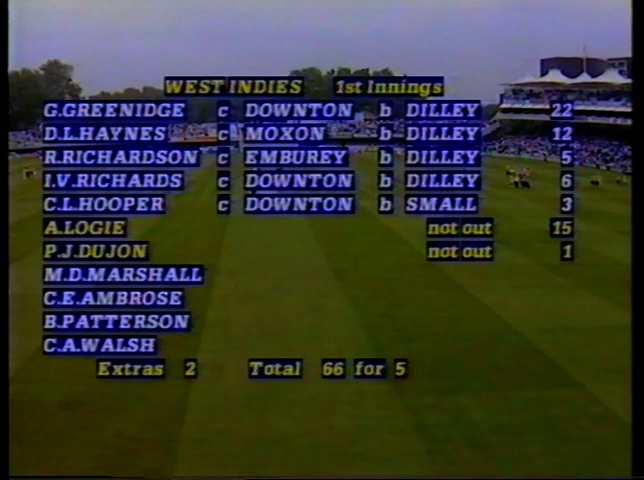 WEST INDIES 1st Innings
G.GREENIDGE c DOWNTON b DILLEY 22
D.L.HAYNES c MOXON b DILLEY 12
R.RICHARDSON c EMBUREY b DILLEY 5
I.V.RICHARDS c DOWNTON b DILLEY 6
C.L.HOOPER c DOWNTON b SMALL 3
A.LOGIE not out 15
P.J.DUJON not out 1
M.D.MARSHALL
C.E.AMBROSE
B.PATTERSON
C.A.WALSH
Extras 2 Total 66 for 5